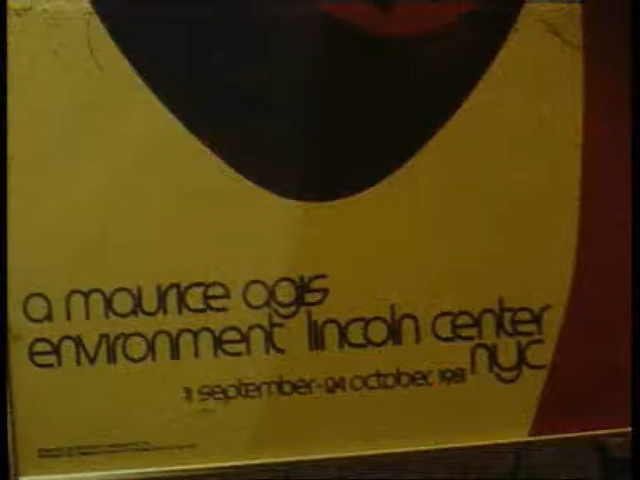 a maurice agis
environment lincoln center
nyc
september-24 october, 1981